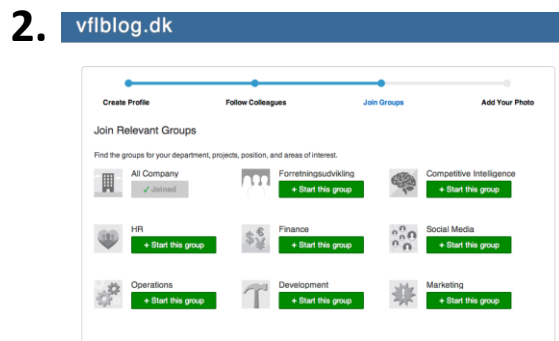 2.
vflblog.dk
Create Profile Follow Colleagues Join Groups Add Your Photo
Join Relevant Groups
Find the groups for your department, projects, position, and areas of interest.
All Company Forretningsudvikling Competitive Intelligence
✓ Joined + Start this group + Start this group
HR Finance Social Media
+ Start this group + Start this group + Start this group
Operations Development Marketing
+ Start this group + Start this group + Start this group